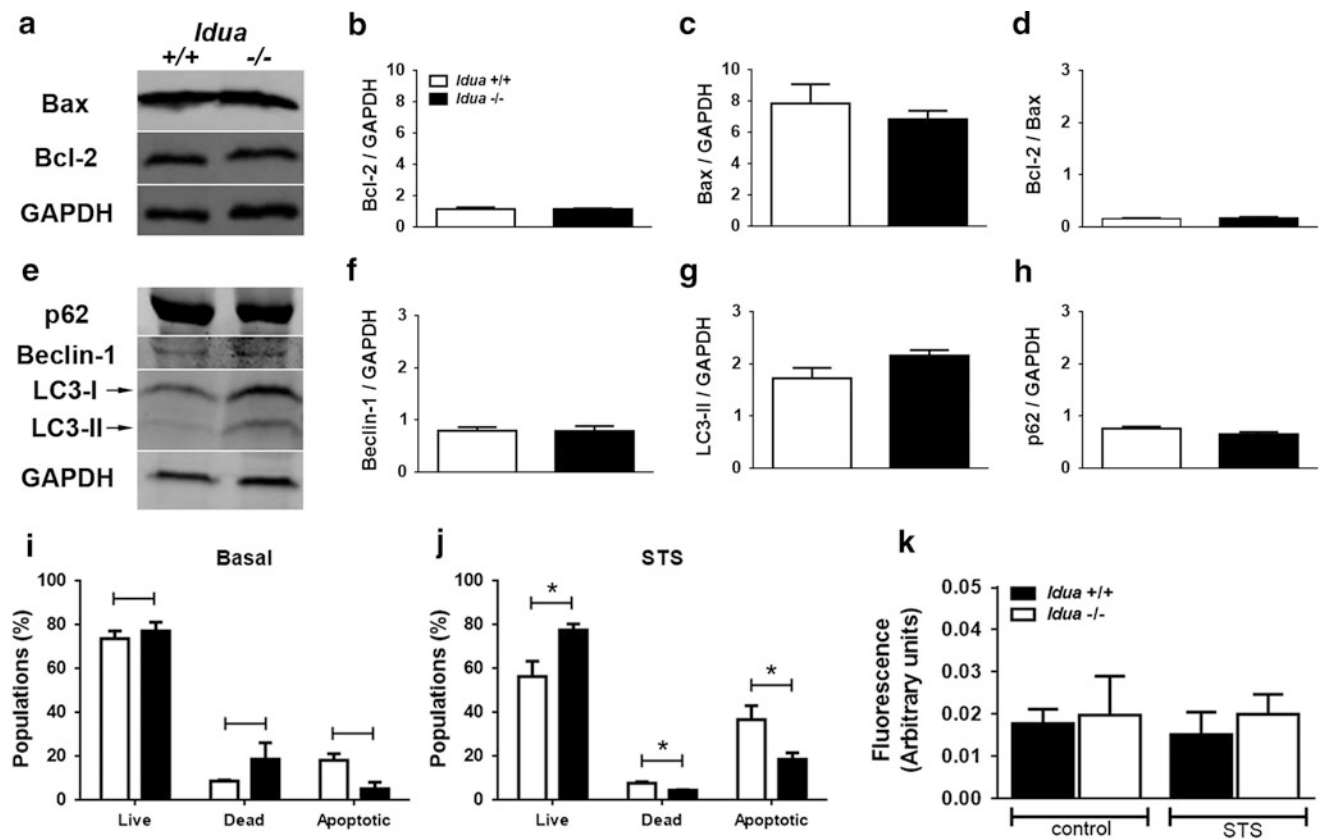 a
Idua
+/+ -/-
Bax
Bcl-2
GAPDH
b
Bcl-2 / GAPDH
10
8
6
4
2
0
Idua +/+
Idua -/-
c
Bax / GAPDH
10
8
6
4
2
0
d
Bcl-2 / Bax
3
2
1
0
e
p62
Beclin-1
LC3-I
LC3-II
GAPDH
f
Beclin-1 / GAPDH
3
2
1
0
g
LC3-II / GAPDH
3
2
1
0
h
p62 / GAPDH
3
2
1
0
i
Basal
Populations (%)
100
80
60
40
20
0
Live Dead Apoptotic
j
STS
Populations (%)
100
80
60
40
20
0
*
*
*
Live Dead Apoptotic
k
Fluorescence
(Arbitrary units)
0.05
0.04
0.03
0.02
0.01
0.00
Idua +/+
Idua -/-
control STS